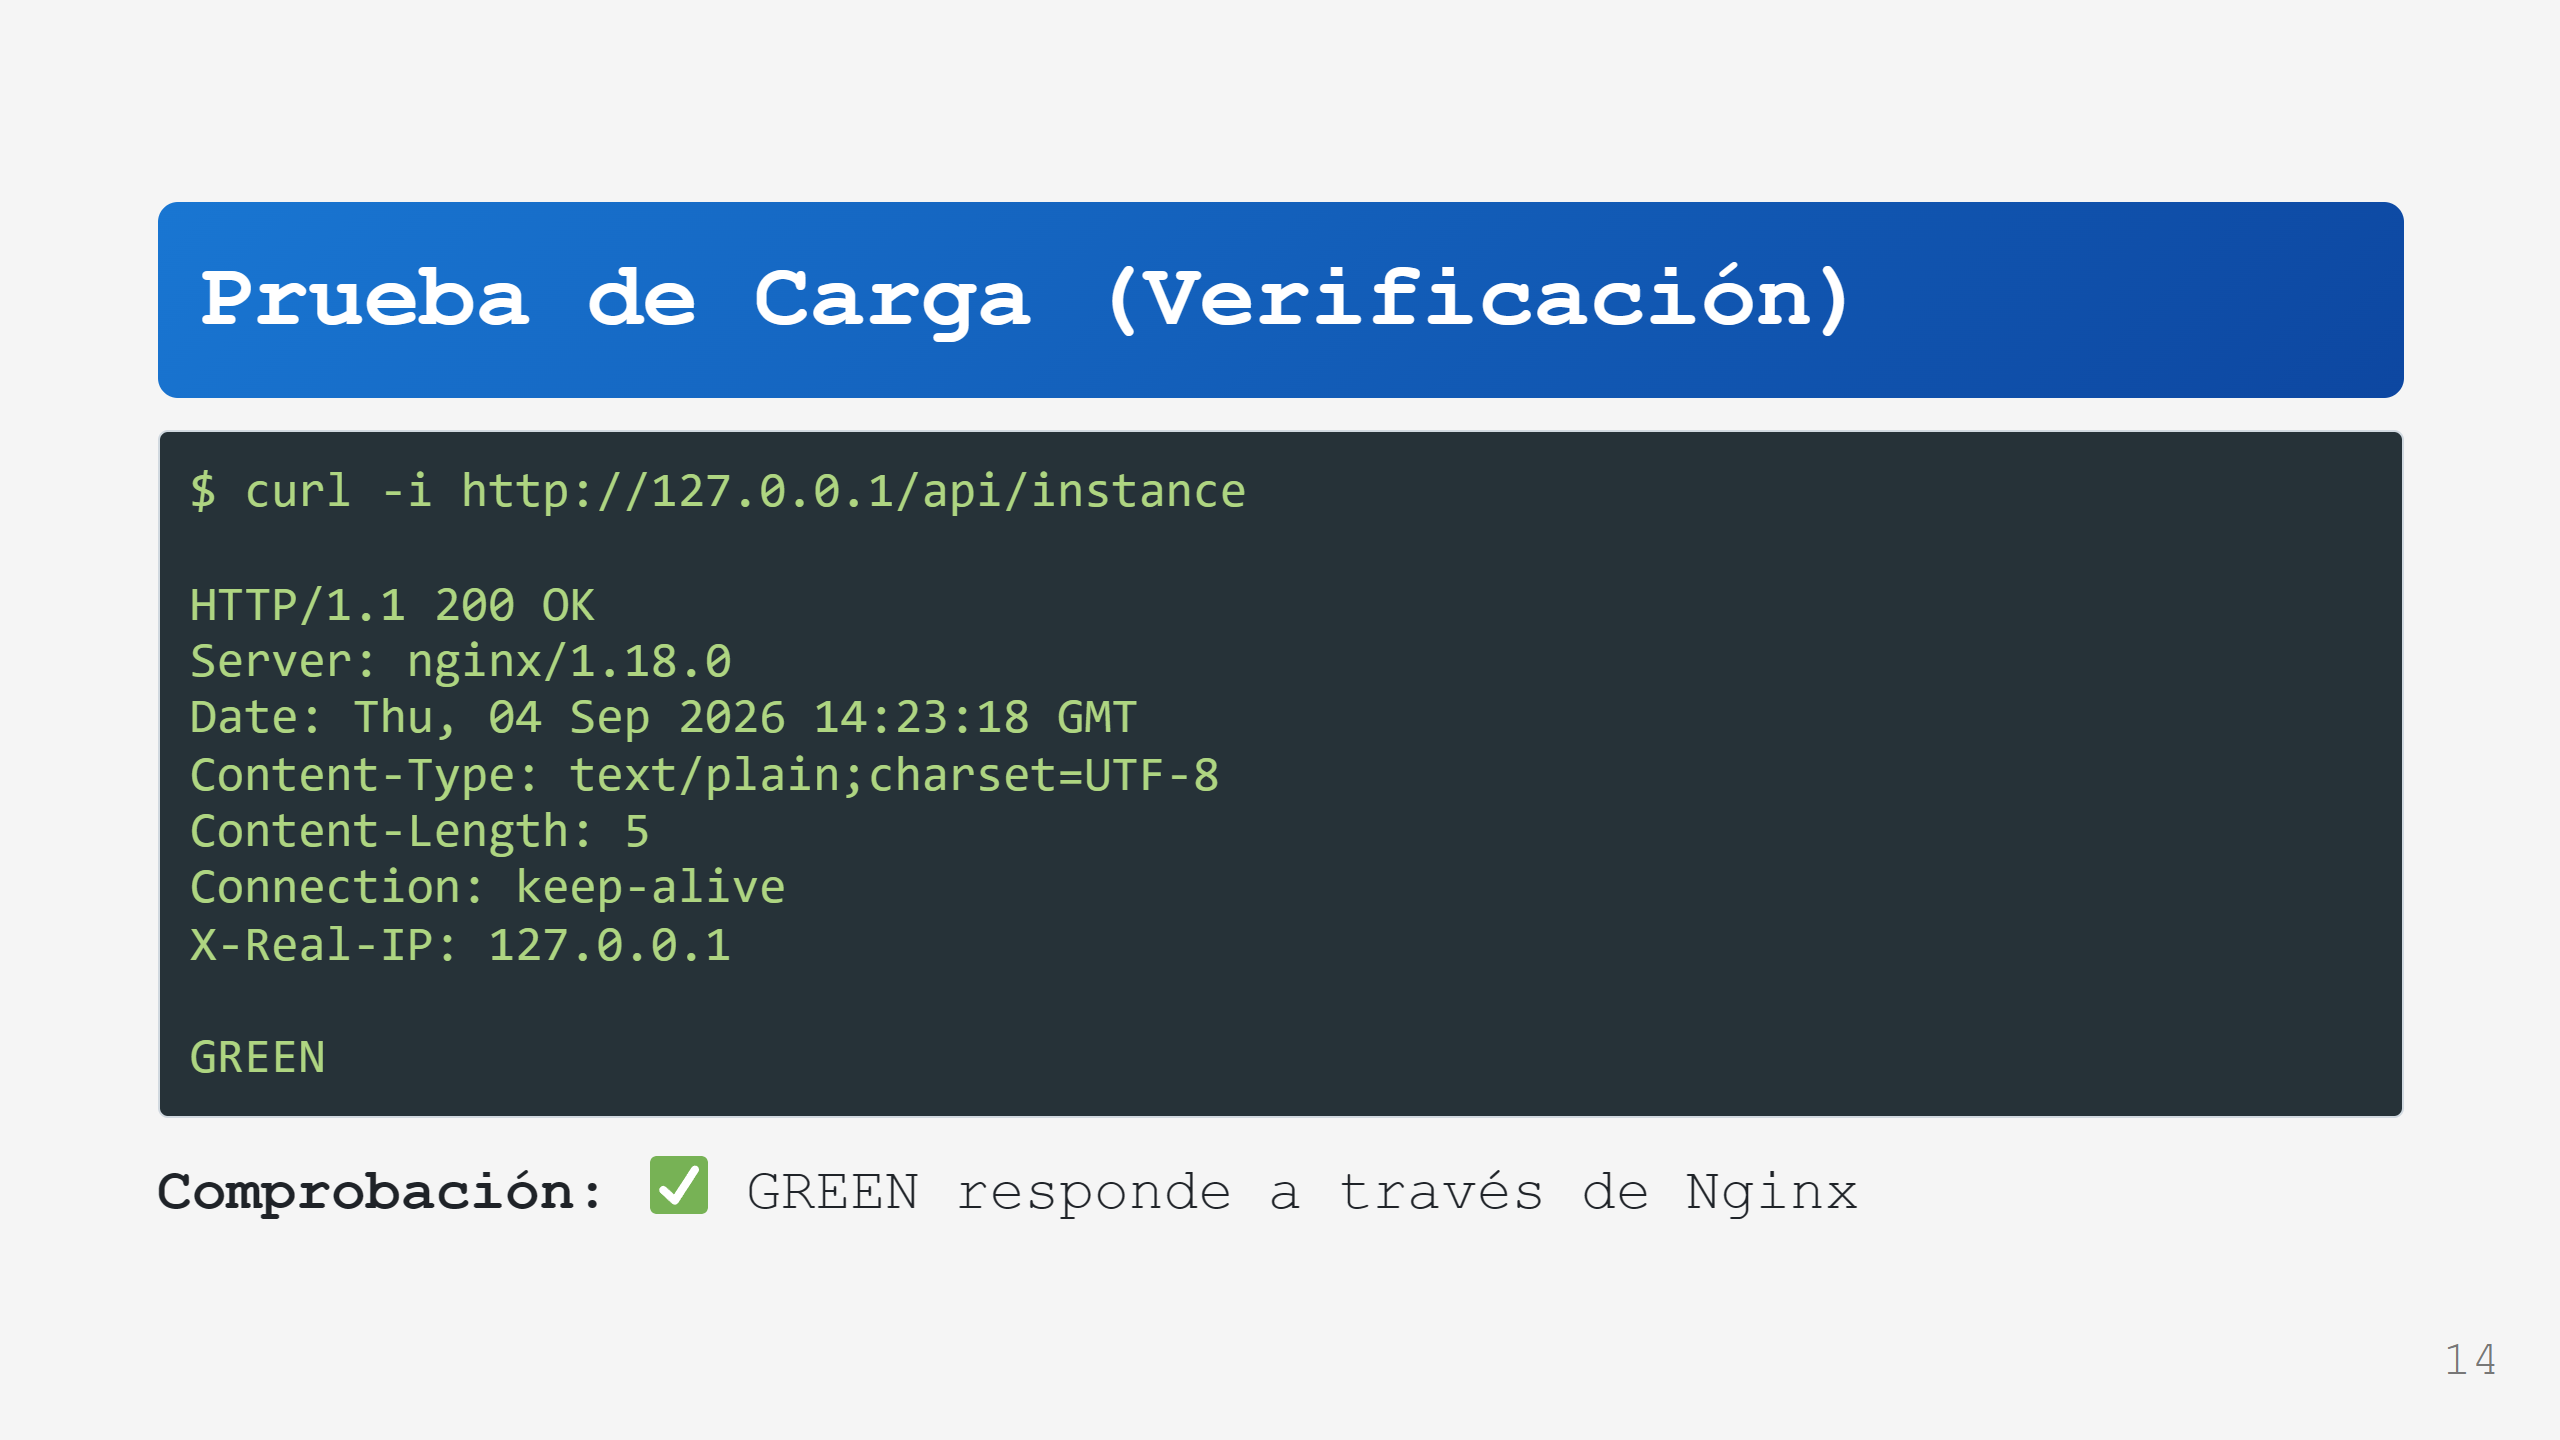 Prueba de Carga (Verificación)
$ curl -i http://127.0.0.1/api/instance
HTTP/1.1 200 OK
Server: nginx/1.18.0
Date: Thu, 04 Sep 2026 14:23:18 GMT
Content-Type: text/plain;charset=UTF-8
Content-Length: 5
Connection: keep-alive
X-Real-IP: 127.0.0.1
GREEN
Comprobación: ✅ GREEN responde a través de Nginx
14